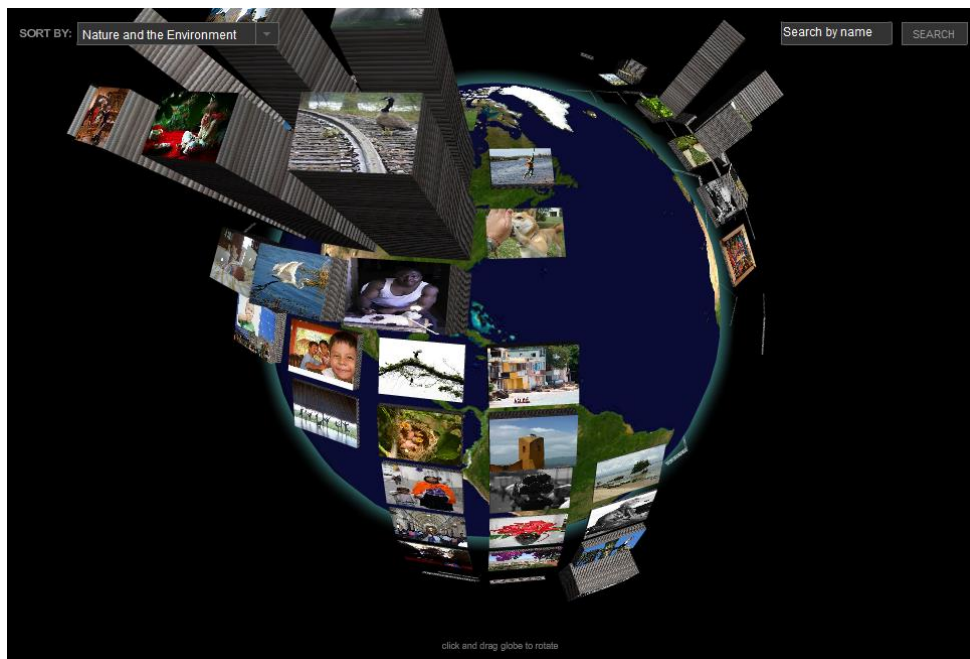 SORT BY: Nature and the Environment
Search by name SEARCH
click and drag globe to rotate